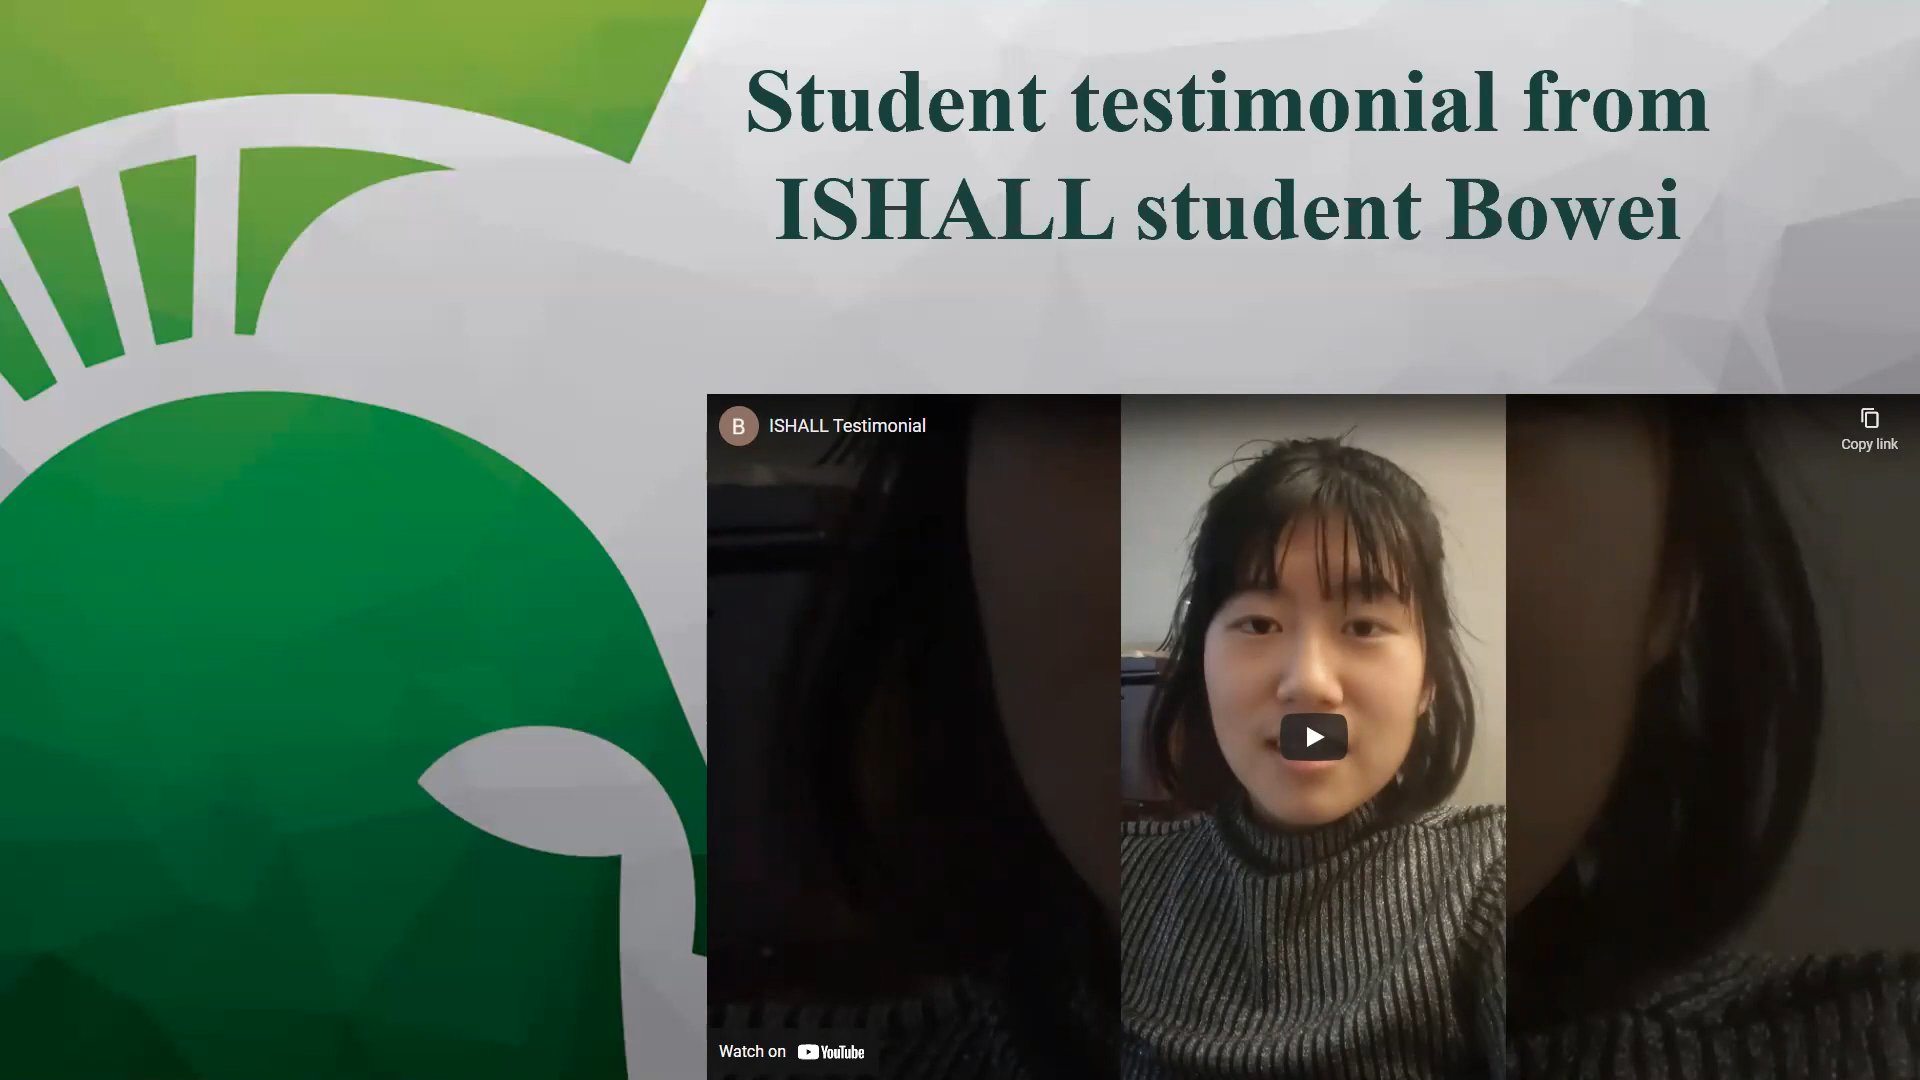 Student testimonial from
ISHALL student Bowei
B
ISHALL Testimonial
Copy link
Watch on YouTube